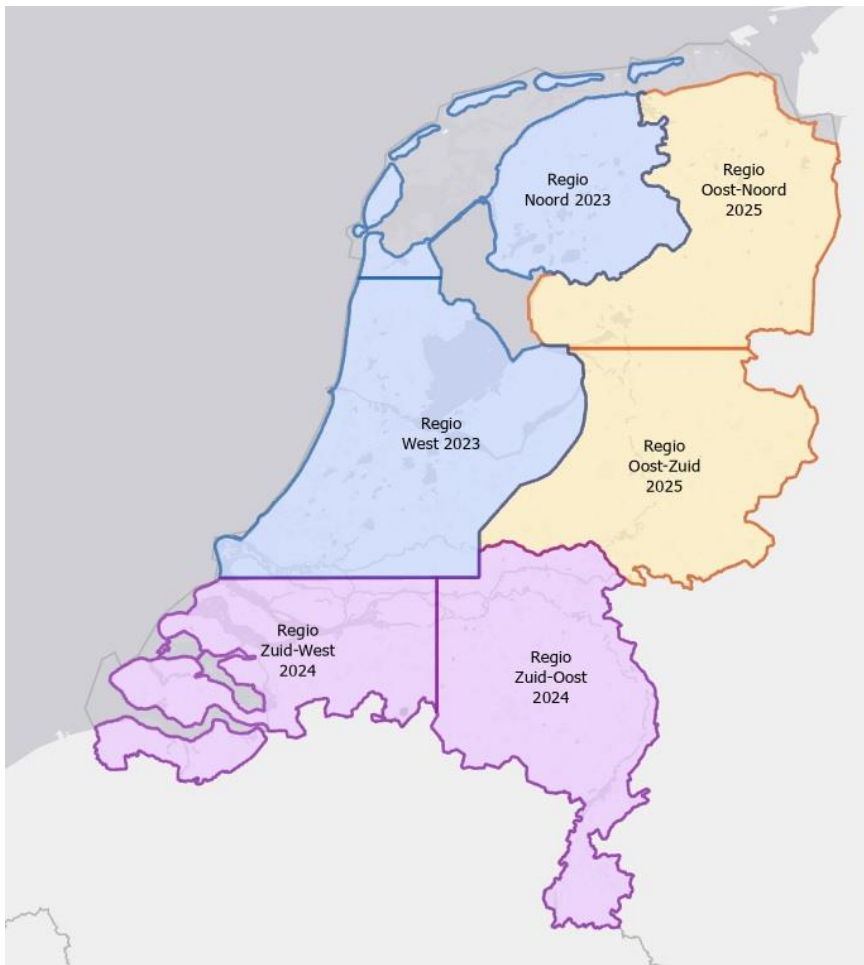 Regio
Noord 2023
Regio
Oost-Noord
2025
Regio
West 2023
Regio
Oost-Zuid
2025
Regio
Zuid-West
2024
Regio
Zuid-Oost
2024